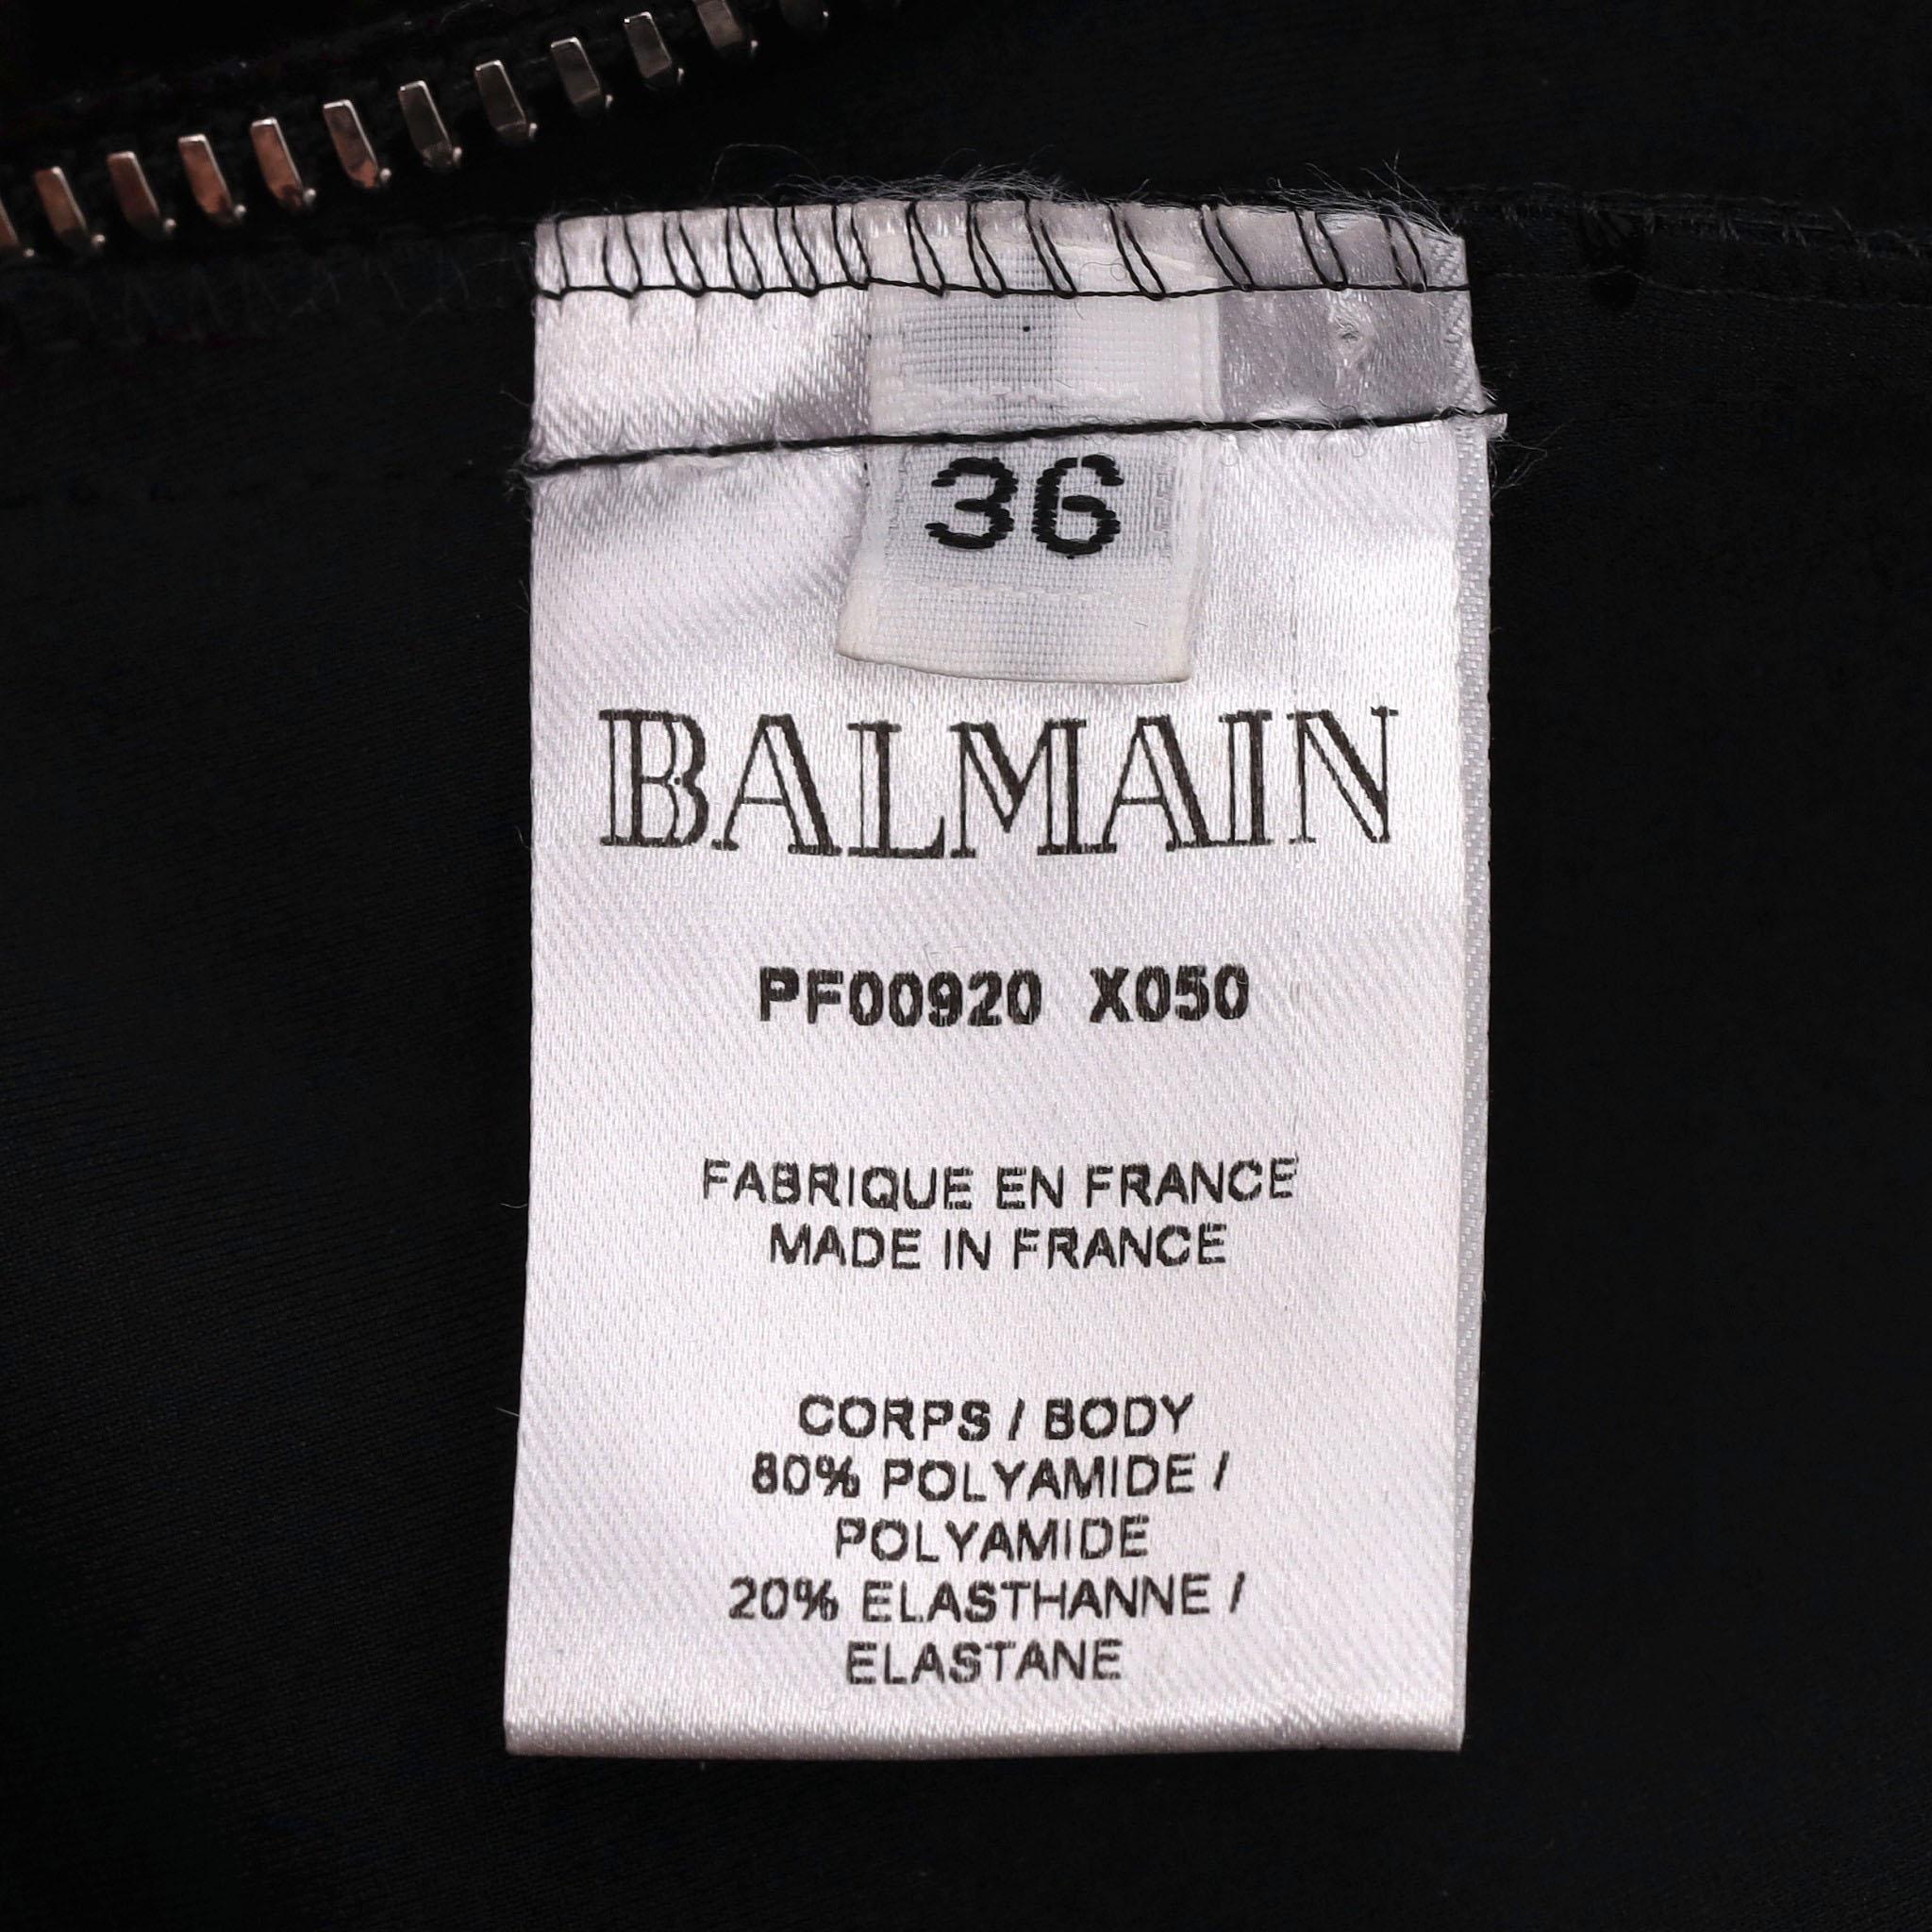 36
BALMAIN
PF00920 X050
FABRIQUE EN FRANCE
MADE IN FRANCE
CORPS / BODY
80% POLYAMIDE /
POLYAMIDE
20% ELASTHANNE /
ELASTANE